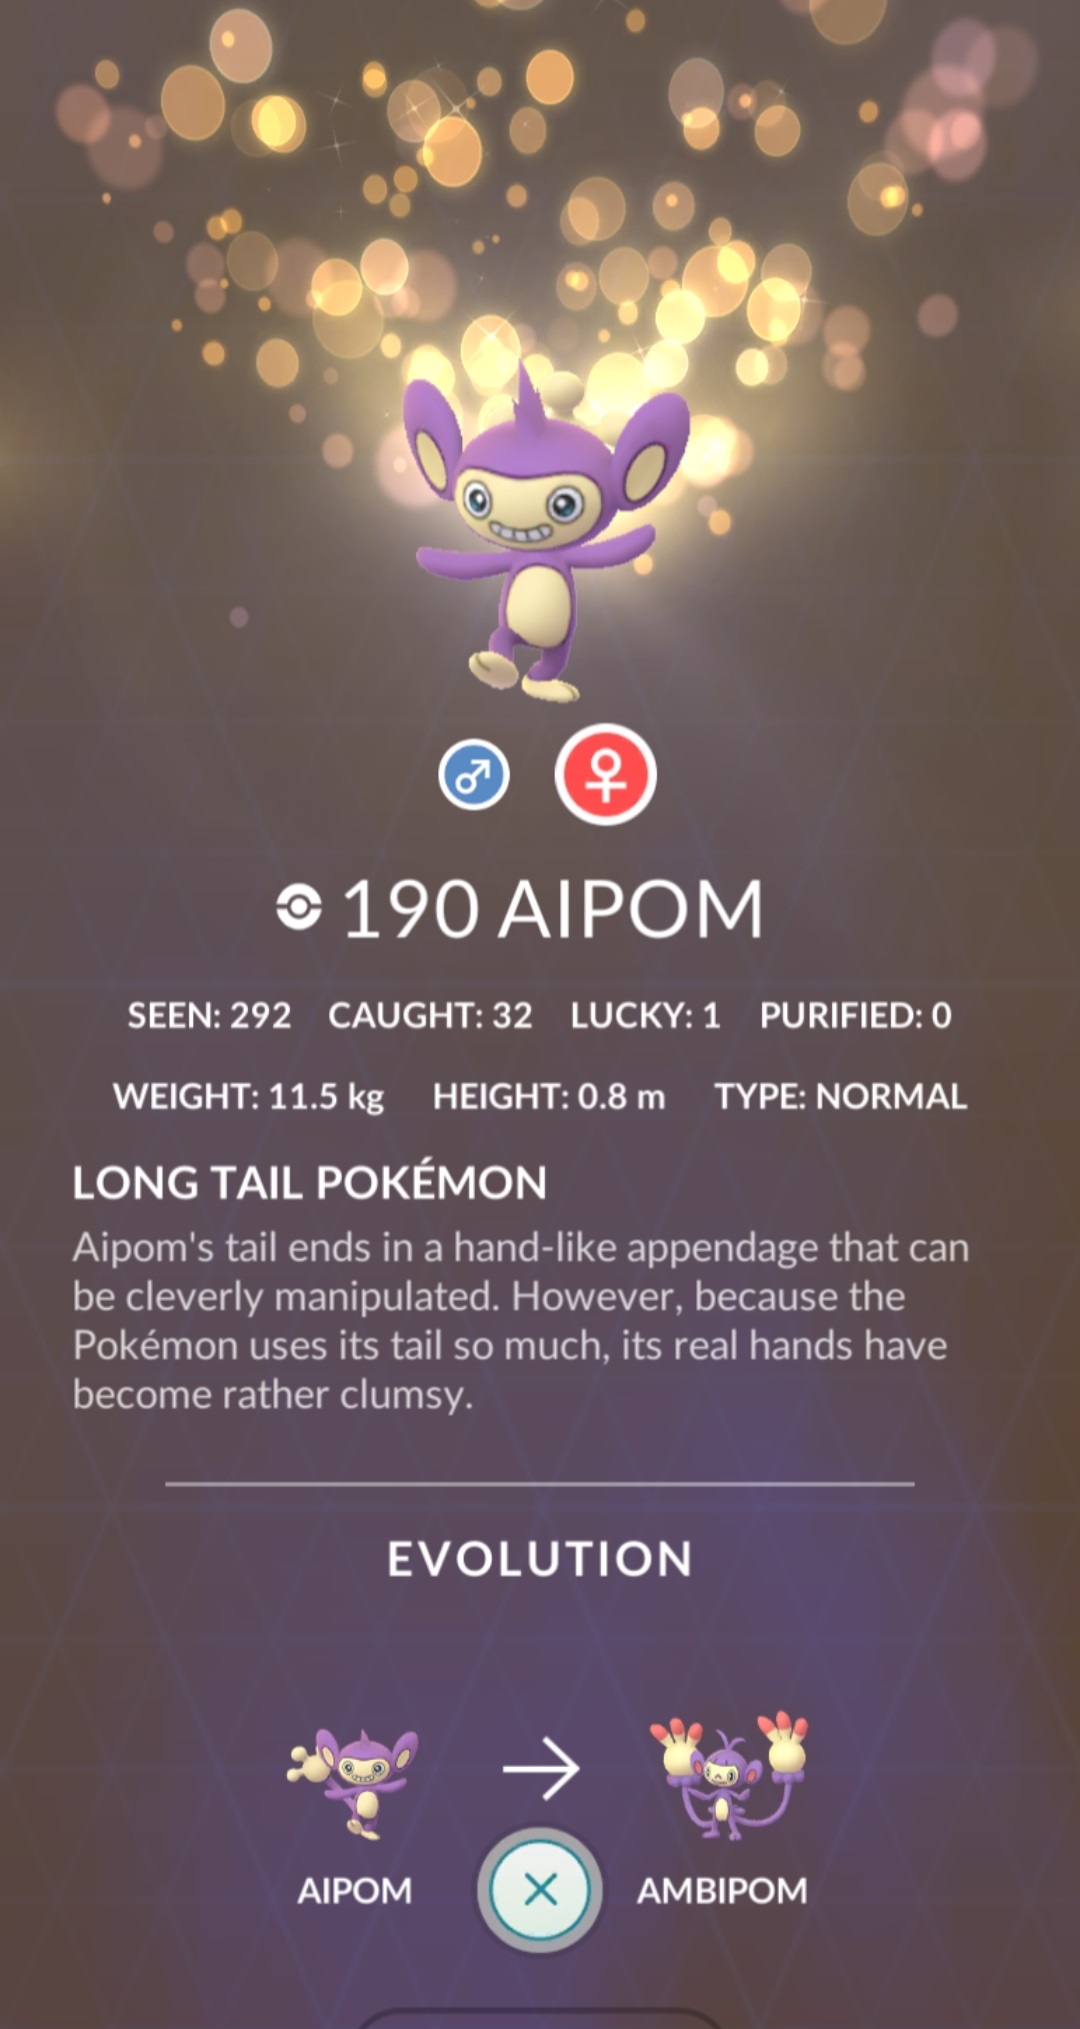 190 AIPOM
SEEN: 292 CAUGHT: 32 LUCKY: 1 PURIFIED: 0
WEIGHT: 11.5 kg HEIGHT: 0.8 m TYPE: NORMAL
LONG TAIL POKÉMON
Aipom's tail ends in a hand-like appendage that can
be cleverly manipulated. However, because the
Pokémon uses its tail so much, its real hands have
become rather clumsy.
EVOLUTION
AIPOM AMBIPOM